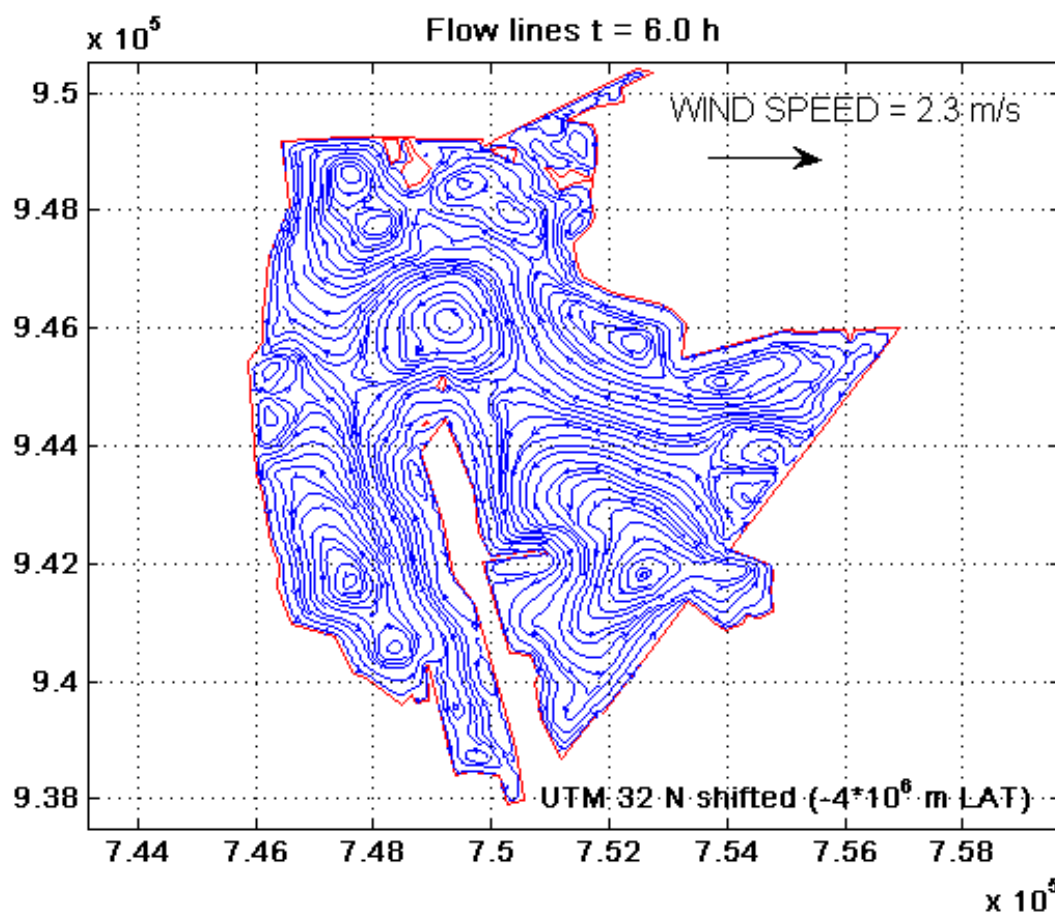 Flow lines t = 6.0 h
x 10^5
WIND SPEED = 2.3 m/s
9.5
9.48
9.46
9.44
9.42
9.4
9.38
UTM 32 N shifted (-4*10^6 m LAT)
7.44 7.46 7.48 7.5 7.52 7.54 7.56 7.58
x 10^5